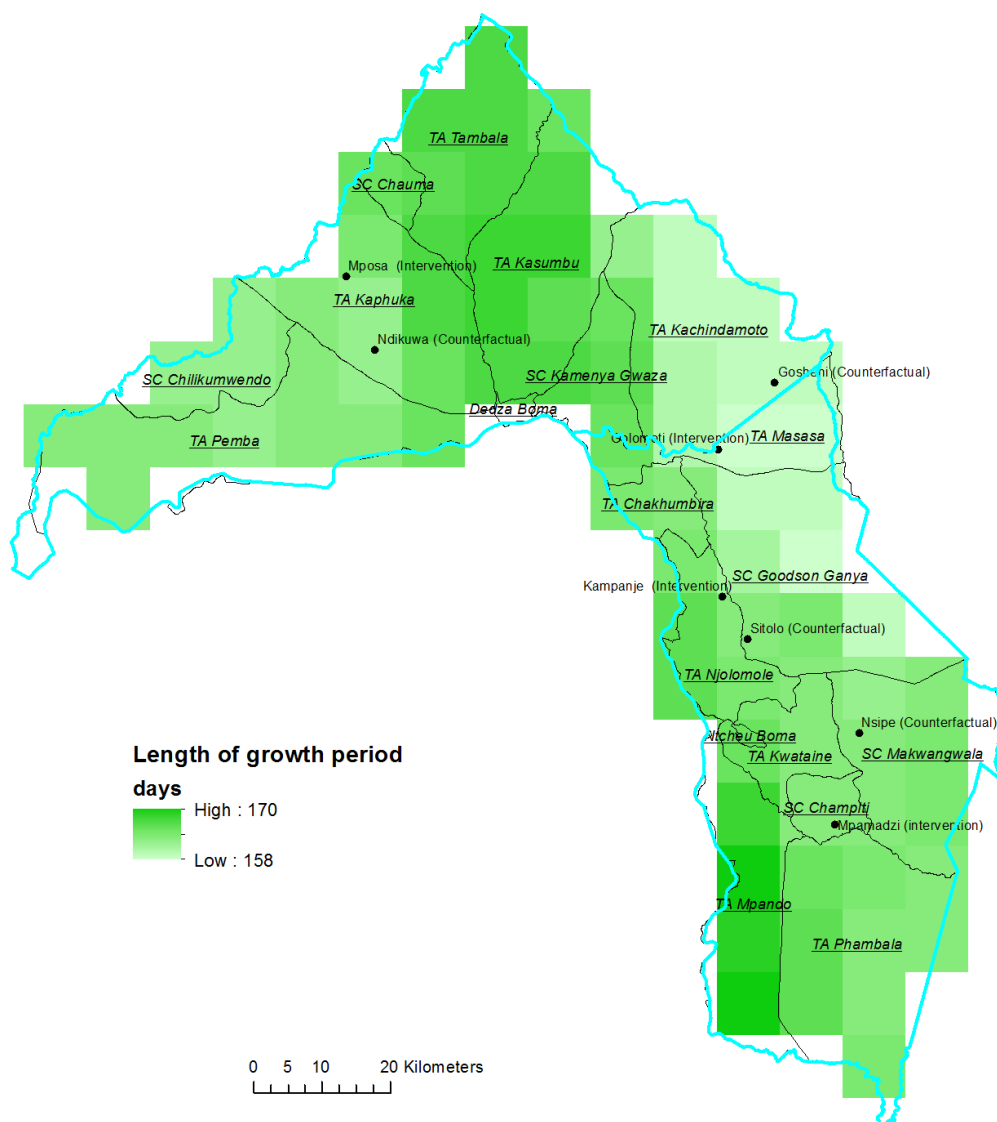 TA Tambala
SC Chauma
TA Kasumbu
Mposa (Intervention)
TA Kaphuka
TA Kachindamoto
Ndikuwa (Counterfactual)
SC Chilikumwendo
SC Kamenya Gwaza
Gosheni (Counterfactual)
Dedza Boma
TA Pemba
Golomoti (Intervention)
TA Masasa
TA Chakhumbira
SC Goodson Ganya
Kampanje (Intervention)
Sitolo (Counterfactual)
TA Njolomole
Nsipe (Counterfactual)
Ntcheu Boma
TA Kwataine
SC Makwangwala
Length of growth period
days
High : 170
Low : 158
SC Champiti
Mpamadzi (intervention)
TA Mpando
TA Phambala
0 5 10 20 Kilometers